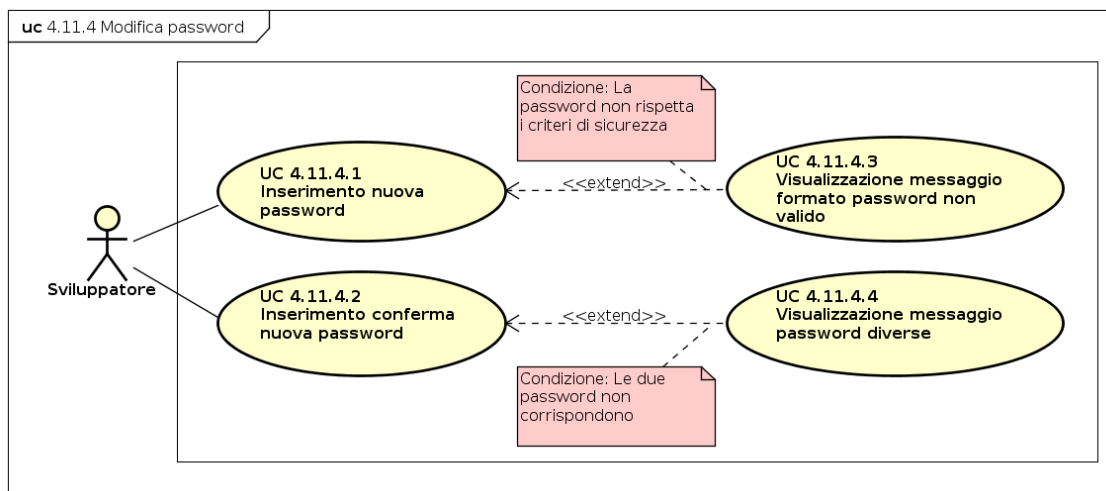 uc 4.11.4 Modifica password
Condizione: La
password non rispetta
i criteri di sicurezza
UC 4.11.4.1
Inserimento nuova
password
<<extend>>
UC 4.11.4.3
Visualizzazione messaggio
formato password non
valido
Sviluppatore
UC 4.11.4.2
Inserimento conferma
nuova password
<<extend>>
UC 4.11.4.4
Visualizzazione messaggio
password diverse
Condizione: Le due
password non
corrispondono